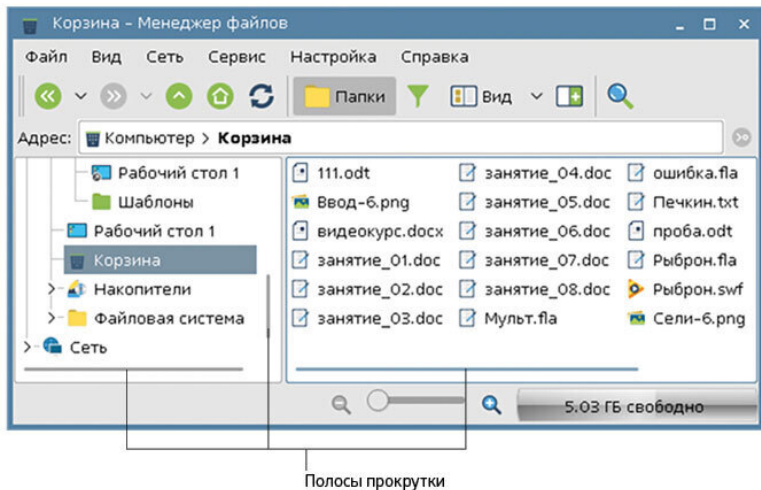 Корзина – Менеджер файлов
Файл Вид Сеть Сервис Настройка Справка
Папки Вид
Адрес: Компьютер > Корзина
Рабочий стол 1
Шаблоны
Рабочий стол 1
Корзина
Накопители
Файловая система
Сеть
111.odt занятие_04.doc ошибка.fla
Ввод-6.png занятие_05.doc Печкин.txt
видеокурс.docx занятие_06.doc проба.odt
занятие_01.doc занятие_07.doc Рыброн.fla
занятие_02.doc занятие_08.doc Рыброн.swf
занятие_03.doc Мульт.fla Сели-6.png
5.03 ГБ свободно
Полосы прокрутки